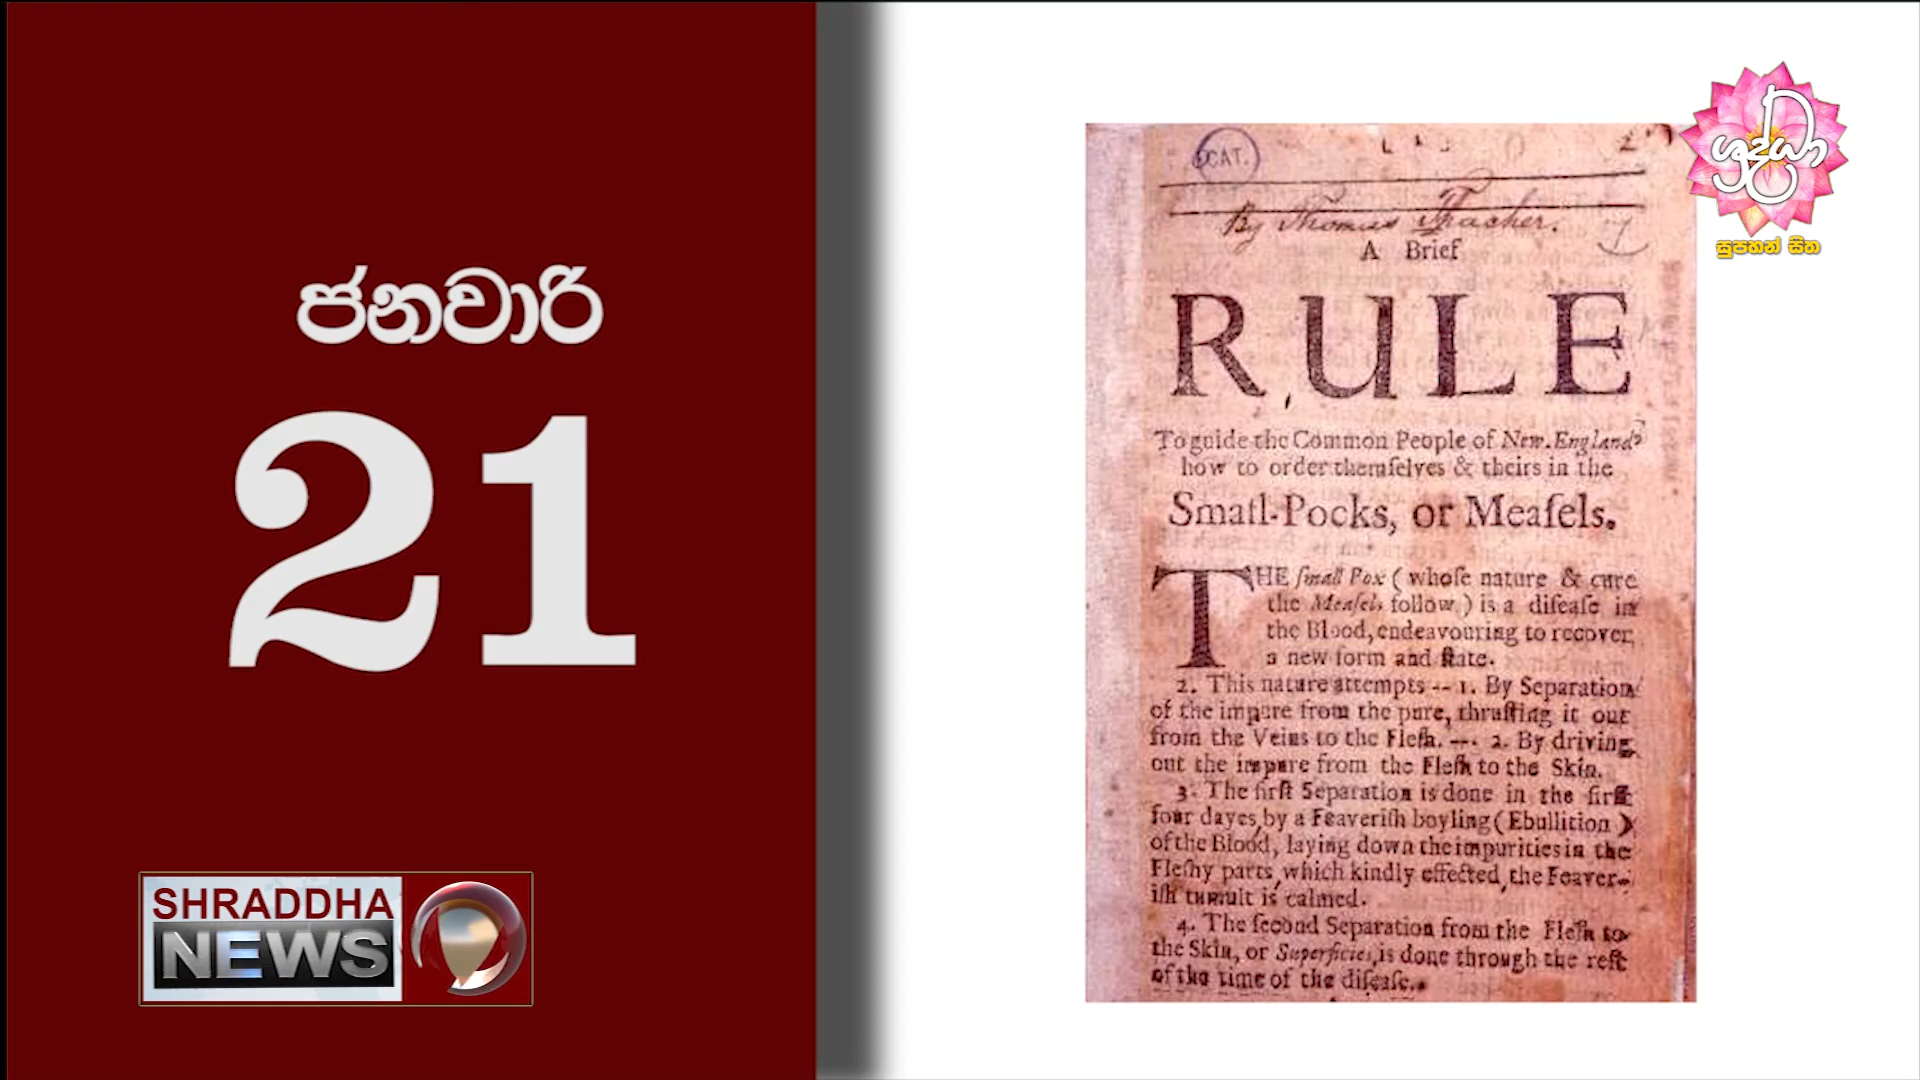 ජනවාරි
21
SHRADDHA
NEWS
ශ්‍රද්ධා
සුපහන් සිත
CAT.
2
By Thomas Thacher.
A Brief
RULE
To guide the Common People of New-England
how to order themſelves & theirs in the
Small-Pocks, or Meaſels.
THE ſmall Pox (whoſe nature & cure
the Meaſels follow) is a diſeaſe in
the Blood, endeavouring to recover
a new form and ſtate.
2. This nature attempts -- 1. By Separation
of the impure from the pure, thruſting it out
from the Veins to the Fleſh. --. 2. By driving
out the impure from the Fleſh to the Skin.
3. The firſt Separation is done in the firſt
four dayes, by a Feaveriſh boyling (Ebullition)
of the Blood, laying down the impurities in the
Fleſhy parts, which kindly effected, the Feaver-
iſh tumult is calmed.
4. The ſecond Separation from the Fleſh to
the Skin, or Superficies, is done through the reſt
of the time of the diſeaſe.